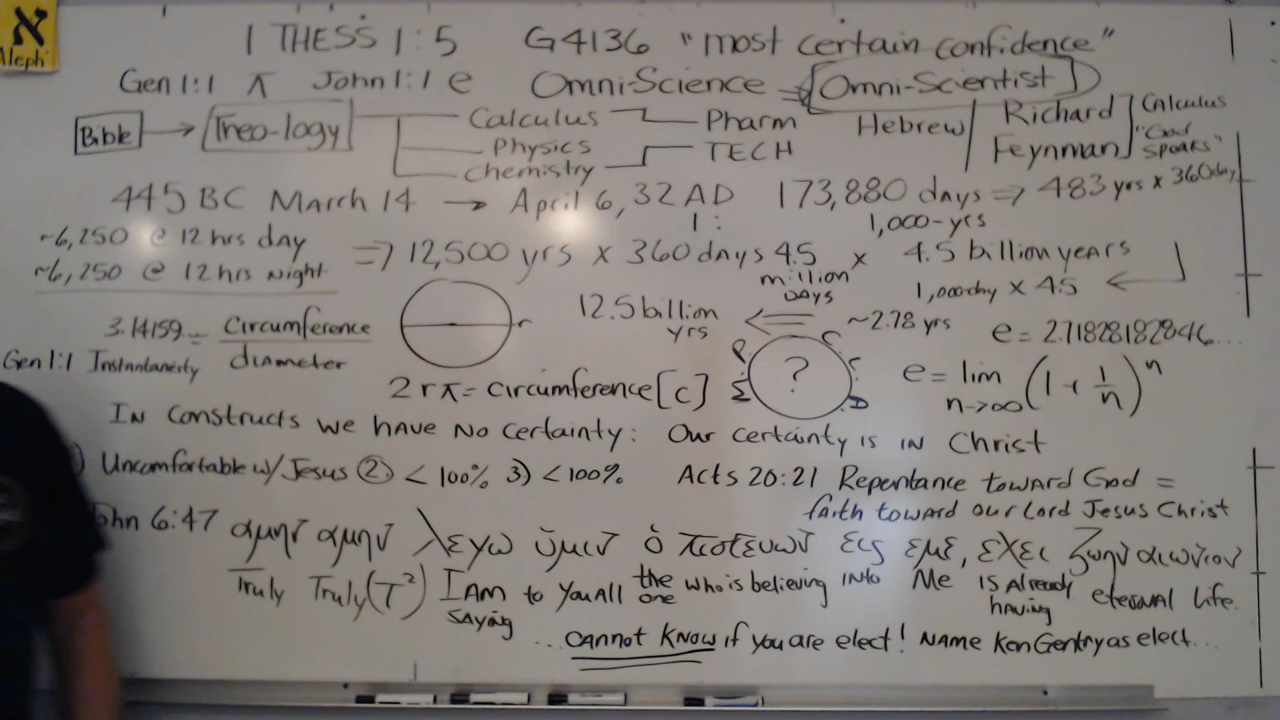 א
Aleph
1 THESS 1:5 G4136 "most certain confidence"
Gen 1:1 π John 1:1 e Omni-Science ⇒ [Omni-Scientist]
Bible → Theo-logy Calculus Pharm Hebrew Richard Calculus
Physics TECH Feynman "God
Chemistry Speaks"
445 BC March 14 → April 6, 32 AD 173,880 days ⇒ 483 yrs x 360 day
1: 1,000-yrs
~6,250 @ 12 hrs day
~6,250 @ 12 hrs Night ⇒ 12,500 yrs x 360 days 4.5 x 4.5 billion years
million Days 1,000 day x 4.5 ←
3.14159 = Circumference r 12.5 billion yrs ⇐ ~2.78 yrs e = 2.71828182846...
Gen 1:1 Instantaneity diameter
P C C D Σ ?
2rπ = Circumference [c] e = lim n→∞ (1 + 1/n)^n
In Constructs we have No Certainty: Our Certainty is in Christ
) Uncomfortable w/Jesus ② < 100% 3) < 100% Acts 20:21 Repentance toward God =
faith toward our Lord Jesus Christ
John 6:47 αμην αμην λεγω ὑμιν ὁ πιστευων εις εμε, εχει ζωην αιωνιον
Truly Truly (T²) I AM saying to You All the one who is believing INto Me Is Already having eternal life.
...CANNOT KNOW if you are elect! NAME Ken Gentry as elect...